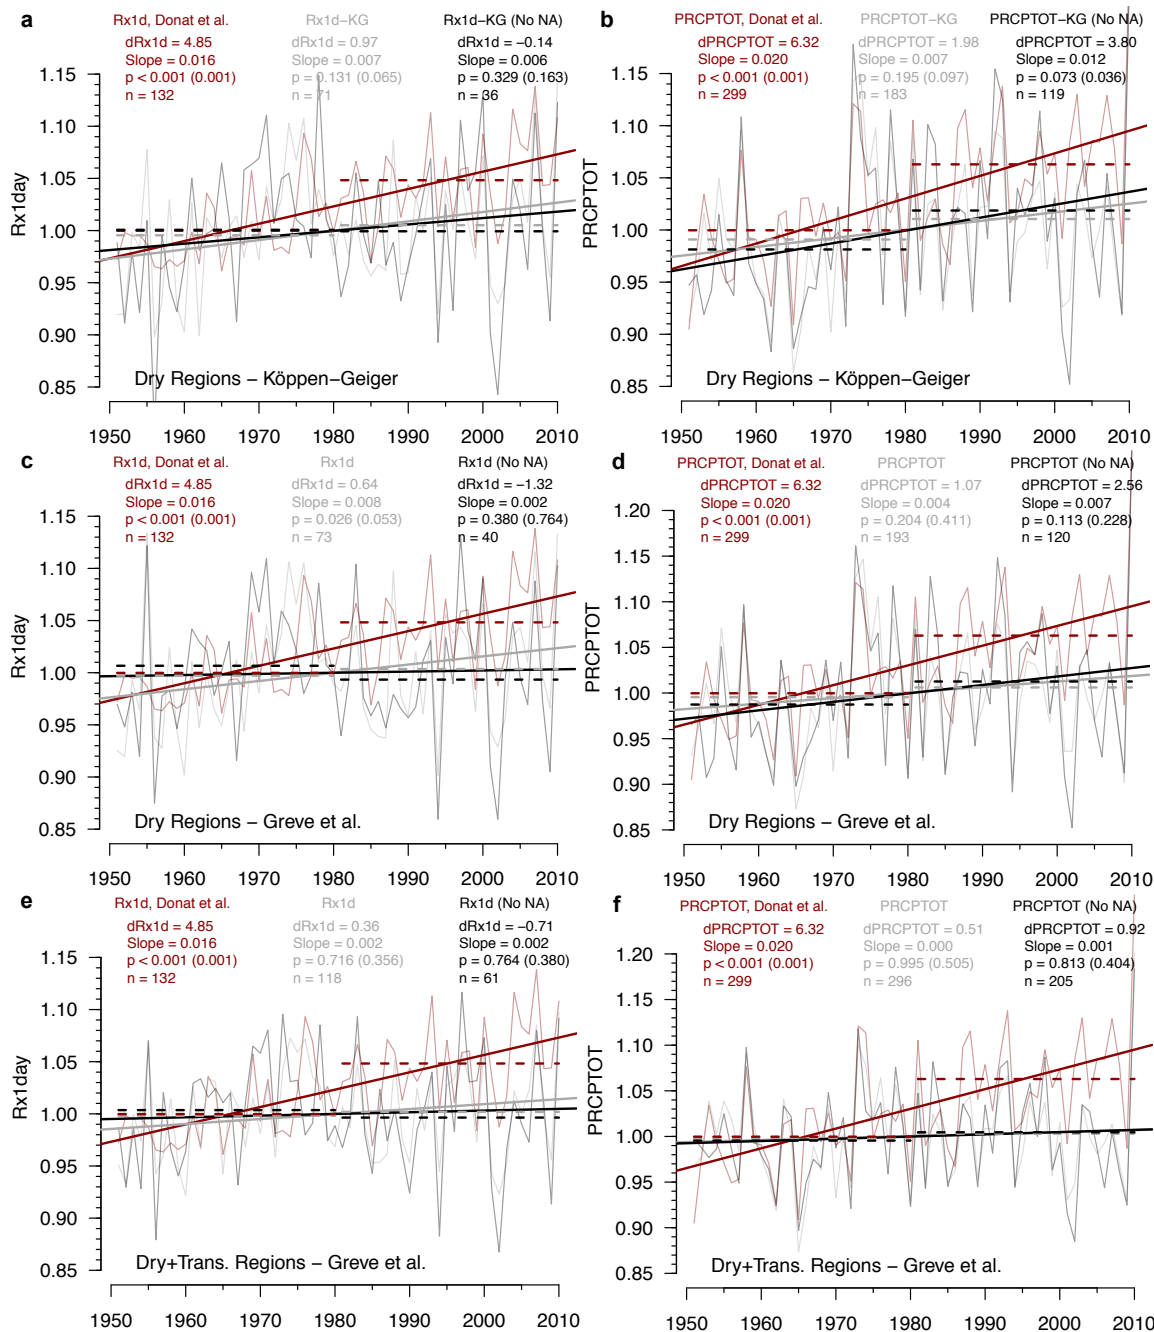 a
Rx1d, Donat et al.
dRx1d = 4.85
Slope = 0.016
p < 0.001 (0.001)
n = 132
Rx1d−KG
dRx1d = 0.97
Slope = 0.007
p = 0.131 (0.065)
n = 71
Rx1d−KG (No NA)
dRx1d = −0.14
Slope = 0.006
p = 0.329 (0.163)
n = 36
Rx1day
1.15
1.10
1.05
1.00
0.95
0.90
0.85
Dry Regions − Köppen−Geiger
1950 1960 1970 1980 1990 2000 2010
b
PRCPTOT, Donat et al.
dPRCPTOT = 6.32
Slope = 0.020
p < 0.001 (0.001)
n = 299
PRCPTOT−KG
dPRCPTOT = 1.98
Slope = 0.007
p = 0.195 (0.097)
n = 183
PRCPTOT−KG (No NA)
dPRCPTOT = 3.80
Slope = 0.012
p = 0.073 (0.036)
n = 119
PRCPTOT
1.15
1.10
1.05
1.00
0.95
0.90
0.85
Dry Regions − Köppen−Geiger
1950 1960 1970 1980 1990 2000 2010
c
Rx1d, Donat et al.
dRx1d = 4.85
Slope = 0.016
p < 0.001 (0.001)
n = 132
Rx1d
dRx1d = 0.64
Slope = 0.008
p = 0.026 (0.053)
n = 73
Rx1d (No NA)
dRx1d = −1.32
Slope = 0.002
p = 0.380 (0.764)
n = 40
Rx1day
1.15
1.10
1.05
1.00
0.95
0.90
0.85
Dry Regions − Greve et al.
1950 1960 1970 1980 1990 2000 2010
d
PRCPTOT, Donat et al.
dPRCPTOT = 6.32
Slope = 0.020
p < 0.001 (0.001)
n = 299
PRCPTOT
dPRCPTOT = 1.07
Slope = 0.004
p = 0.204 (0.411)
n = 193
PRCPTOT (No NA)
dPRCPTOT = 2.56
Slope = 0.007
p = 0.113 (0.228)
n = 120
PRCPTOT
1.20
1.15
1.10
1.05
1.00
0.95
0.90
0.85
Dry Regions − Greve et al.
1950 1960 1970 1980 1990 2000 2010
e
Rx1d, Donat et al.
dRx1d = 4.85
Slope = 0.016
p < 0.001 (0.001)
n = 132
Rx1d
dRx1d = 0.36
Slope = 0.002
p = 0.716 (0.356)
n = 118
Rx1d (No NA)
dRx1d = −0.71
Slope = 0.002
p = 0.764 (0.380)
n = 61
Rx1day
1.15
1.10
1.05
1.00
0.95
0.90
0.85
Dry+Trans. Regions − Greve et al.
1950 1960 1970 1980 1990 2000 2010
f
PRCPTOT, Donat et al.
dPRCPTOT = 6.32
Slope = 0.020
p < 0.001 (0.001)
n = 299
PRCPTOT
dPRCPTOT = 0.51
Slope = 0.000
p = 0.995 (0.505)
n = 296
PRCPTOT (No NA)
dPRCPTOT = 0.92
Slope = 0.001
p = 0.813 (0.404)
n = 205
PRCPTOT
1.20
1.15
1.10
1.05
1.00
0.95
0.90
0.85
Dry+Trans. Regions − Greve et al.
1950 1960 1970 1980 1990 2000 2010